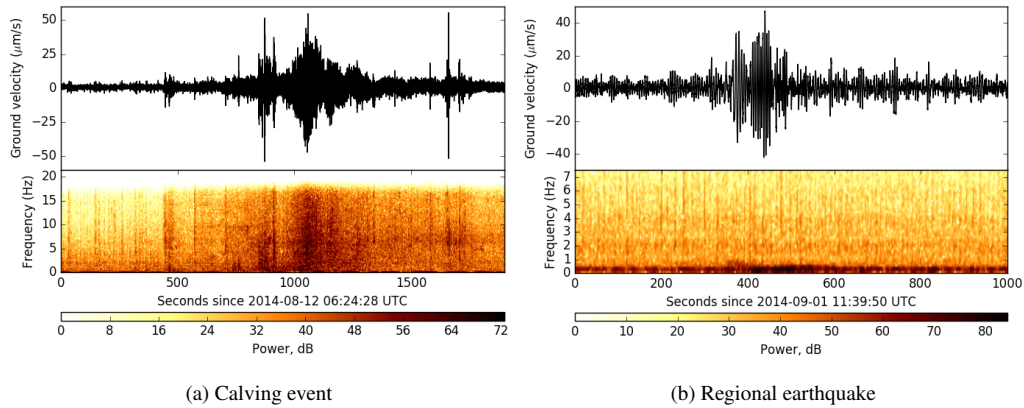 60
50
25
0
−25
−50
Ground velocity (μm/s)
20
15
10
5
0
Frequency (Hz)
0 500 1000 1500
Seconds since 2014-08-12 06:24:28 UTC
0 8 16 24 32 40 48 56 64 72
Power, dB
(a) Calving event
40
20
0
−20
−40
Ground velocity (μm/s)
7
6
5
4
3
2
1
0
Frequency (Hz)
0 200 400 600 800 1000
Seconds since 2014-09-01 11:39:50 UTC
0 10 20 30 40 50 60 70 80
Power, dB
(b) Regional earthquake